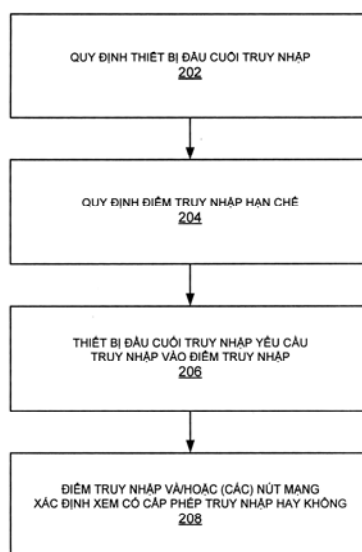 QUY ĐỊNH THIẾT BỊ ĐẦU CUỐI TRUY NHẬP
202
QUY ĐỊNH ĐIỂM TRUY NHẬP HẠN CHẾ
204
THIẾT BỊ ĐẦU CUỐI TRUY NHẬP YÊU CẦU
TRUY NHẬP VÀO ĐIỂM TRUY NHẬP
206
ĐIỂM TRUY NHẬP VÀ/HOẶC (CÁC) NÚT MẠNG
XÁC ĐỊNH XEM CÓ CẤP PHÉP TRUY NHẬP HAY KHÔNG
208